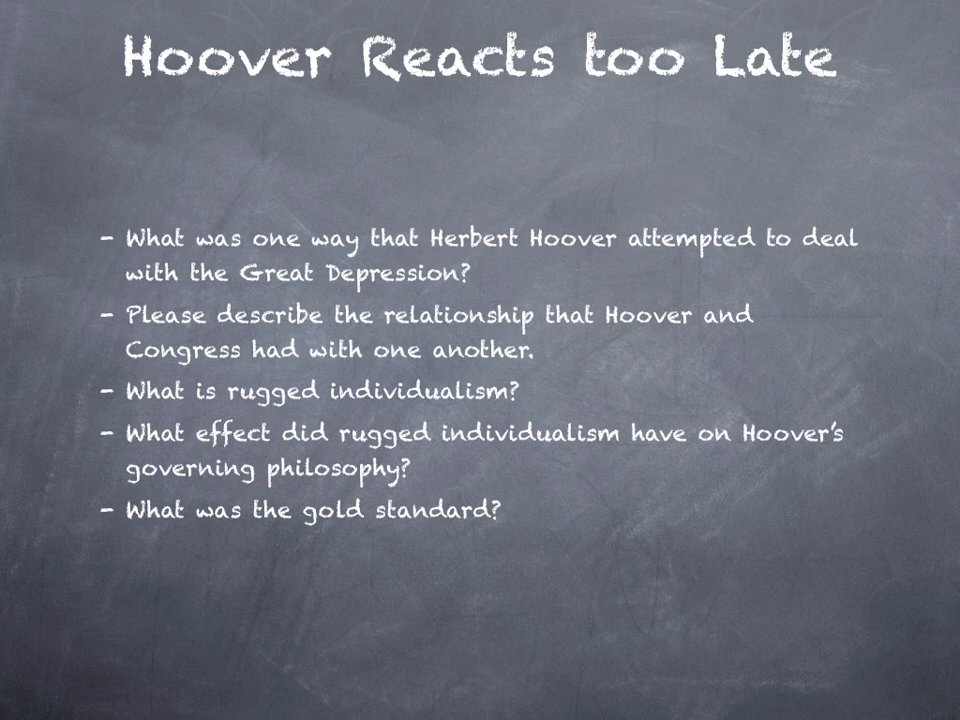 Hoover Reacts too Late
- What was one way that Herbert Hoover attempted to deal
with the Great Depression?
- Please describe the relationship that Hoover and
Congress had with one another.
- What is rugged individualism?
- What effect did rugged individualism have on Hoover's
governing philosophy?
- What was the gold standard?